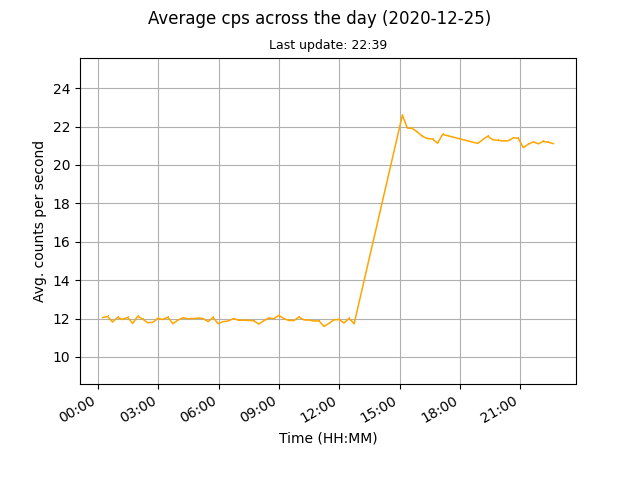 Average cps across the day (2020-12-25)
Last update: 22:39
24
22
20
18
16
14
12
10
Avg. counts per second
00:00 03:00 06:00 09:00 12:00 15:00 18:00 21:00
Time (HH:MM)